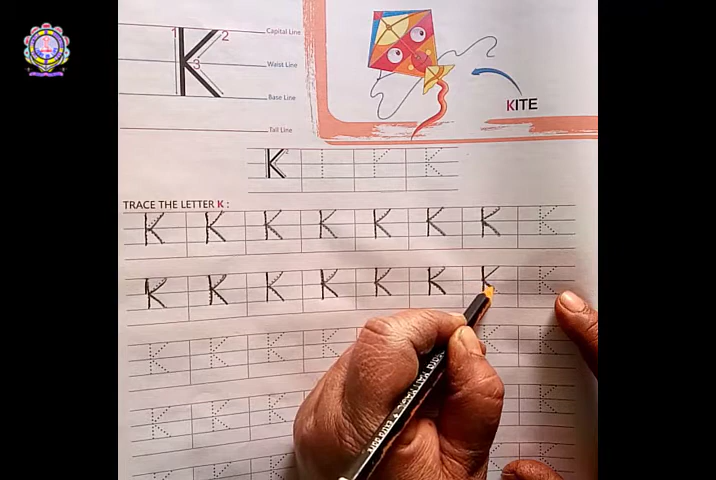 1 2 Capital Line
K
3 Waist Line
Base Line
Tail Line
KITE
K K K K
TRACE THE LETTER K :
K K K K K K K K
K K K K K K K K
K K K K K
K K K K
K K K